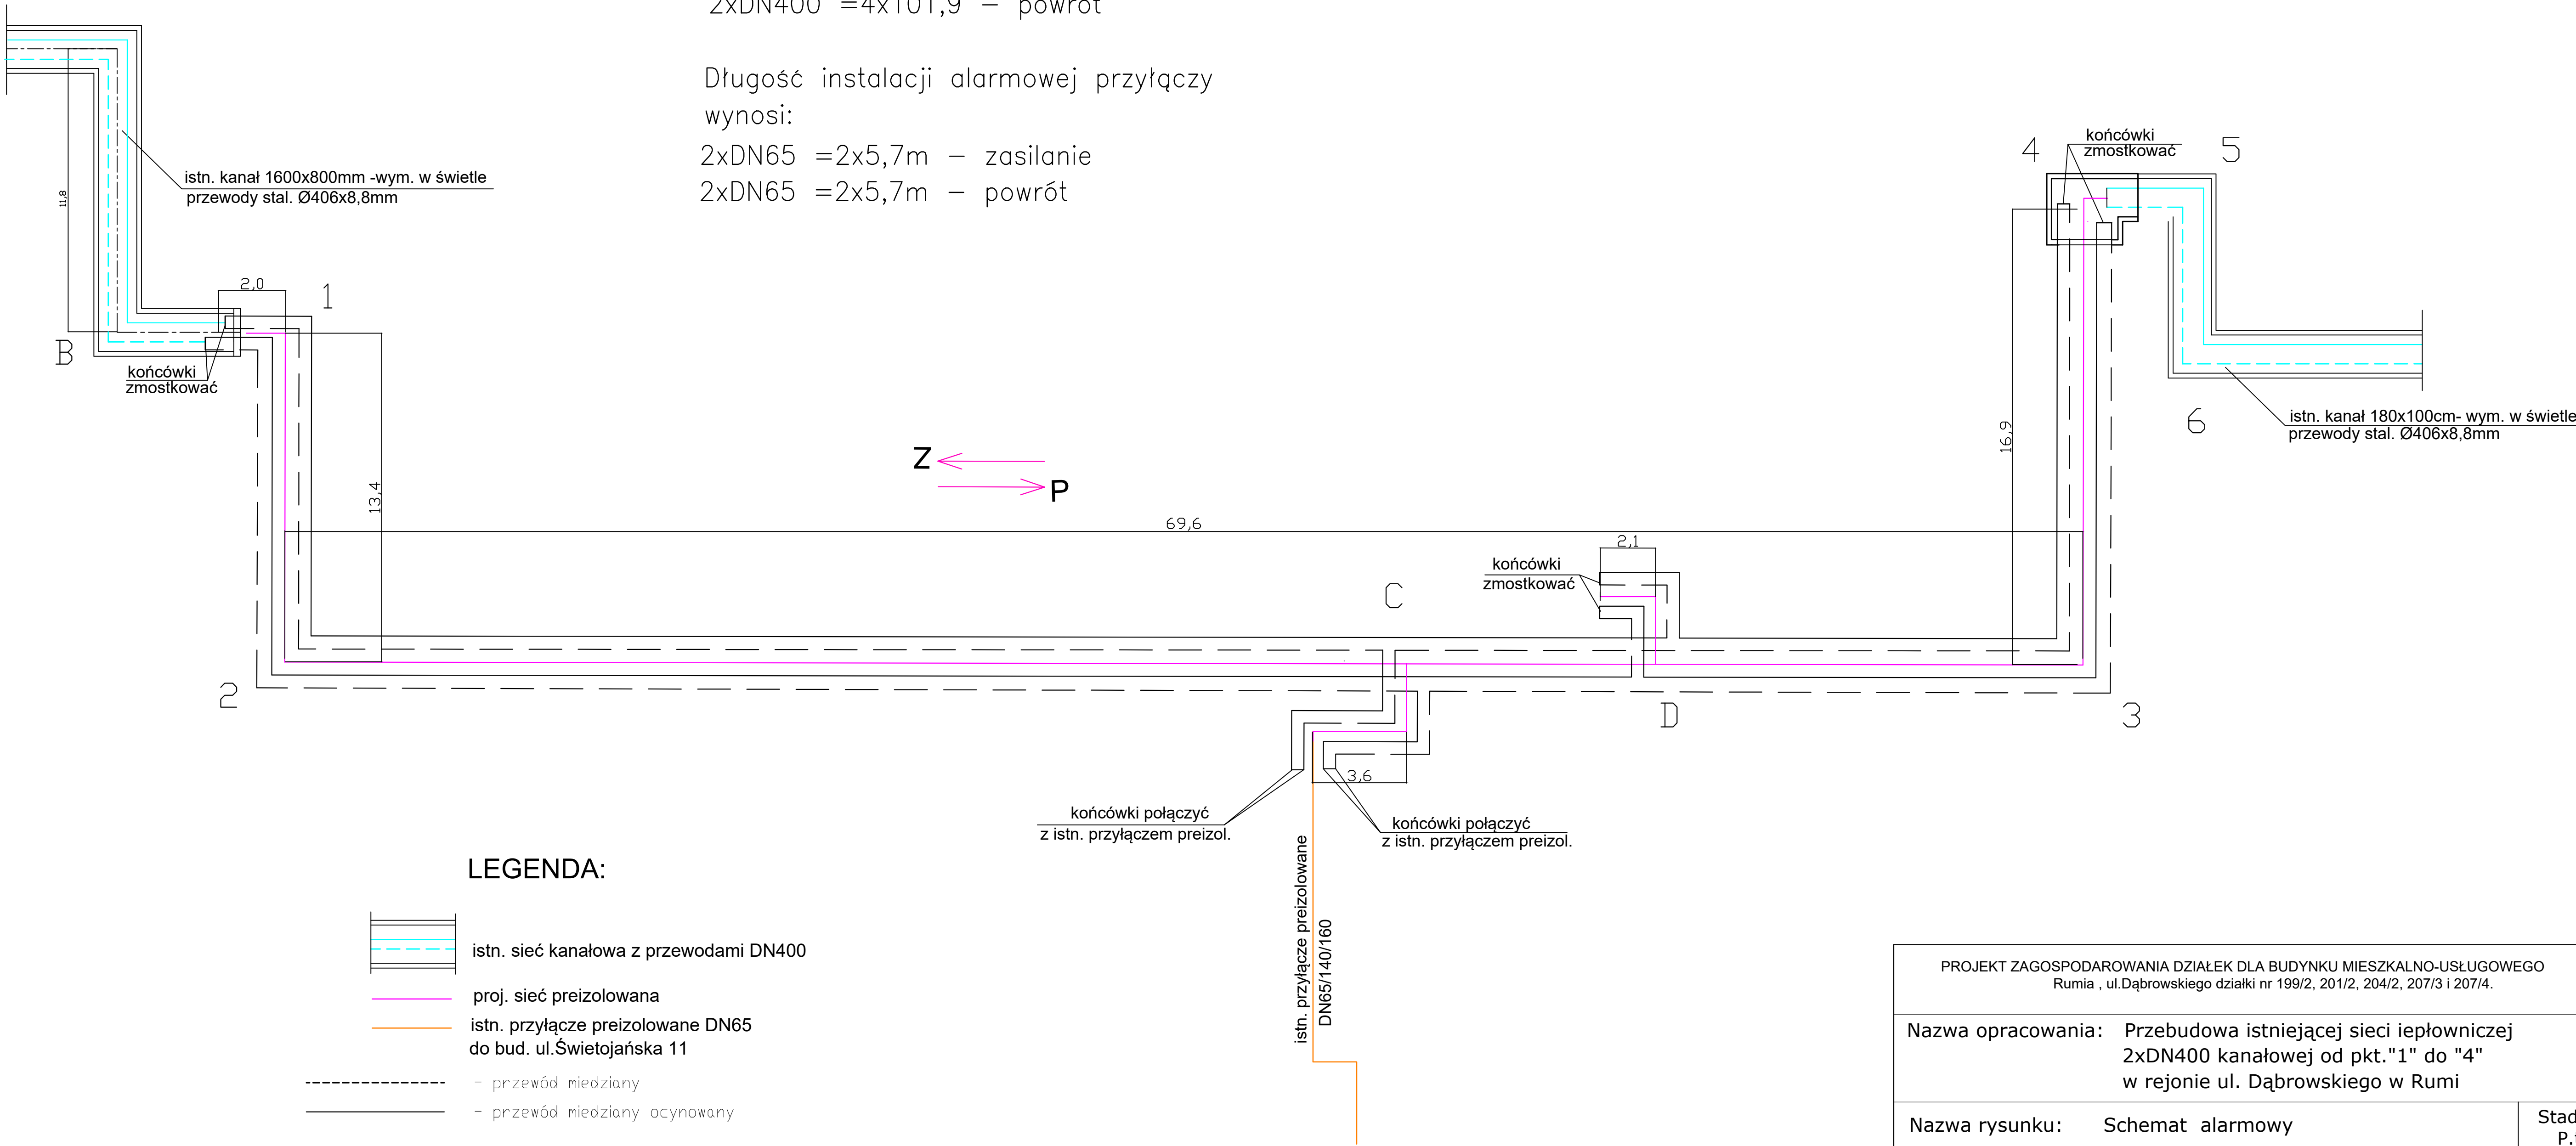 2xDN400 =4x101,9 – powrót
Długość instalacji alarmowej przyłączy
wynosi:
2xDN65 =2x5,7m – zasilanie
2xDN65 =2x5,7m – powrót
istn. kanał 1600x800mm -wym. w świetle
przewody stal. Ø406x8,8mm
11,8
2,0
1
B
końcówki
zmostkować
13,4
2
4
końcówki
zmostkować
5
16,9
6
istn. kanał 180x100cm- wym. w świetle
przewody stal. Ø406x8,8mm
Z
P
69,6
2,1
końcówki
zmostkować
C
D
3
3,6
końcówki połączyć
z istn. przyłączem preizol.
końcówki połączyć
z istn. przyłączem preizol.
istn. przyłącze preizolowane
DN65/140/160
LEGENDA:
istn. sieć kanałowa z przewodami DN400
proj. sieć preizolowana
istn. przyłącze preizolowane DN65
do bud. ul.Świetojańska 11
- przewód miedziany
- przewód miedziany ocynowany
PROJEKT ZAGOSPODAROWANIA DZIAŁEK DLA BUDYNKU MIESZKALNO-USŁUGOWEGO
Rumia , ul.Dąbrowskiego działki nr 199/2, 201/2, 204/2, 207/3 i 207/4.
Nazwa opracowania: Przebudowa istniejącej sieci iepłowniczej
2xDN400 kanałowej od pkt."1" do "4"
w rejonie ul. Dąbrowskiego w Rumi
Nazwa rysunku: Schemat alarmowy
Stad
P.